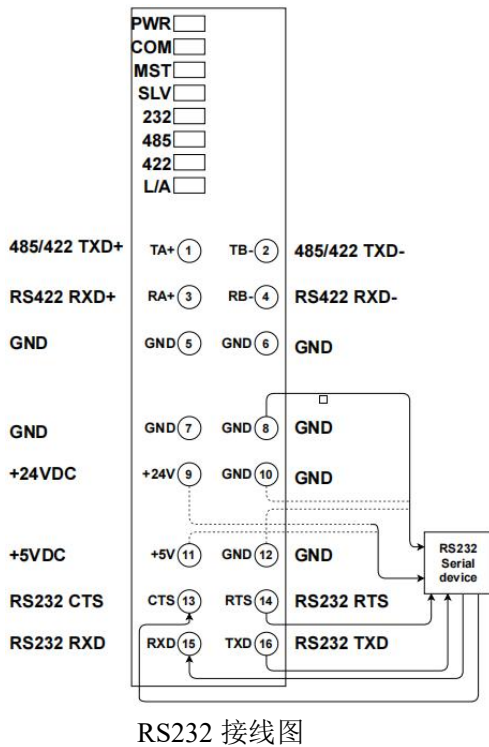 PWR
COM
MST
SLV
232
485
422
L/A
485/422 TXD+ TA+ 1 TB- 2 485/422 TXD-
RS422 RXD+ RA+ 3 RB- 4 RS422 RXD-
GND GND 5 GND 6 GND
GND GND 7 GND 8 GND
+24VDC +24V 9 GND 10 GND
+5VDC +5V 11 GND 12 GND
RS232
Serial
device
RS232 CTS CTS 13 RTS 14 RS232 RTS
RS232 RXD RXD 15 TXD 16 RS232 TXD
RS232 接线图